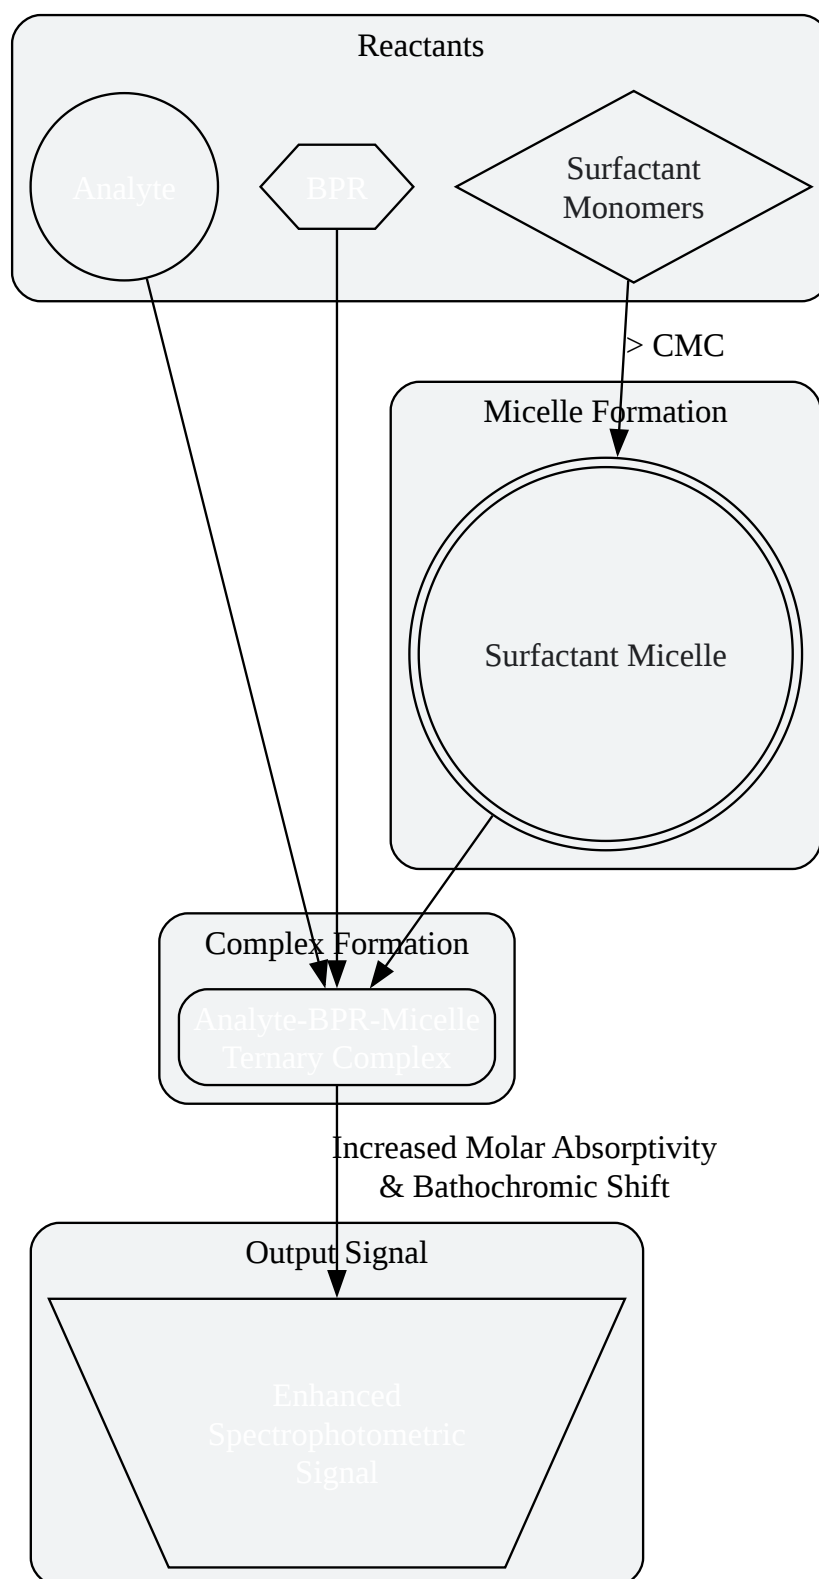 Reactants
Analyte
BPR
Surfactant
Monomers
> CMC
Micelle Formation
Surfactant Micelle
Complex Formation
Analyte-BPR-Micelle
Ternary Complex
Increased Molar Absorptivity
& Bathochromic Shift
Output Signal
Enhanced
Spectrophotometric
Signal